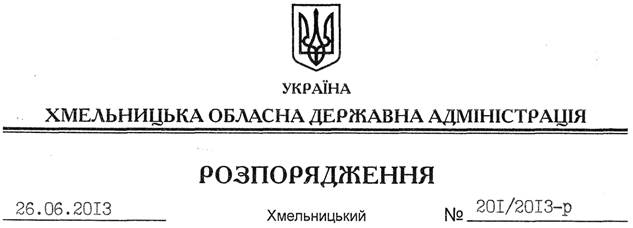 УКРАЇНА
ХМЕЛЬНИЦЬКА ОБЛАСНА ДЕРЖАВНА АДМІНІСТРАЦІЯ
РОЗПОРЯДЖЕННЯ
26.06.2013 Хмельницький № 201/2013-р